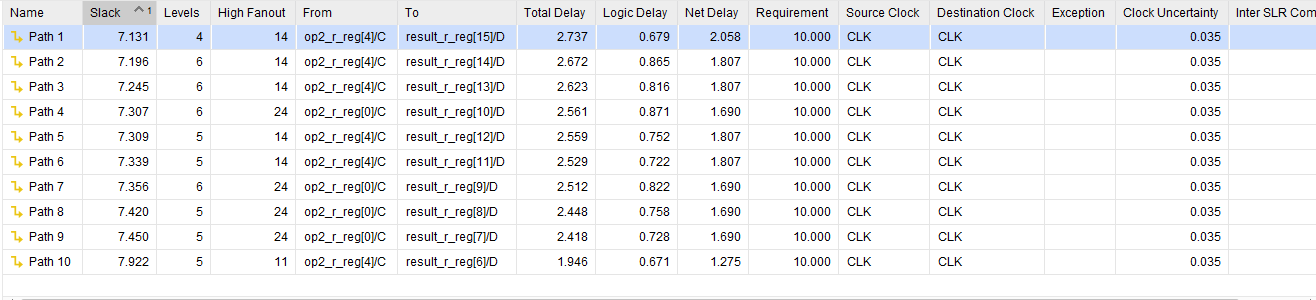 Name Slack 1 Levels High Fanout From To Total Delay Logic Delay Net Delay Requirement Source Clock Destination Clock Exception Clock Uncertainty Inter SLR Com
Path 1 7.131 4 14 op2_r_reg[4]/C result_r_reg[15]/D 2.737 0.679 2.058 10.000 CLK CLK 0.035
Path 2 7.196 6 14 op2_r_reg[4]/C result_r_reg[14]/D 2.672 0.865 1.807 10.000 CLK CLK 0.035
Path 3 7.245 6 14 op2_r_reg[4]/C result_r_reg[13]/D 2.623 0.816 1.807 10.000 CLK CLK 0.035
Path 4 7.307 6 24 op2_r_reg[0]/C result_r_reg[10]/D 2.561 0.871 1.690 10.000 CLK CLK 0.035
Path 5 7.309 5 14 op2_r_reg[4]/C result_r_reg[12]/D 2.559 0.752 1.807 10.000 CLK CLK 0.035
Path 6 7.339 5 14 op2_r_reg[4]/C result_r_reg[11]/D 2.529 0.722 1.807 10.000 CLK CLK 0.035
Path 7 7.356 6 24 op2_r_reg[0]/C result_r_reg[9]/D 2.512 0.822 1.690 10.000 CLK CLK 0.035
Path 8 7.420 5 24 op2_r_reg[0]/C result_r_reg[8]/D 2.448 0.758 1.690 10.000 CLK CLK 0.035
Path 9 7.450 5 24 op2_r_reg[0]/C result_r_reg[7]/D 2.418 0.728 1.690 10.000 CLK CLK 0.035
Path 10 7.922 5 11 op2_r_reg[4]/C result_r_reg[6]/D 1.946 0.671 1.275 10.000 CLK CLK 0.035